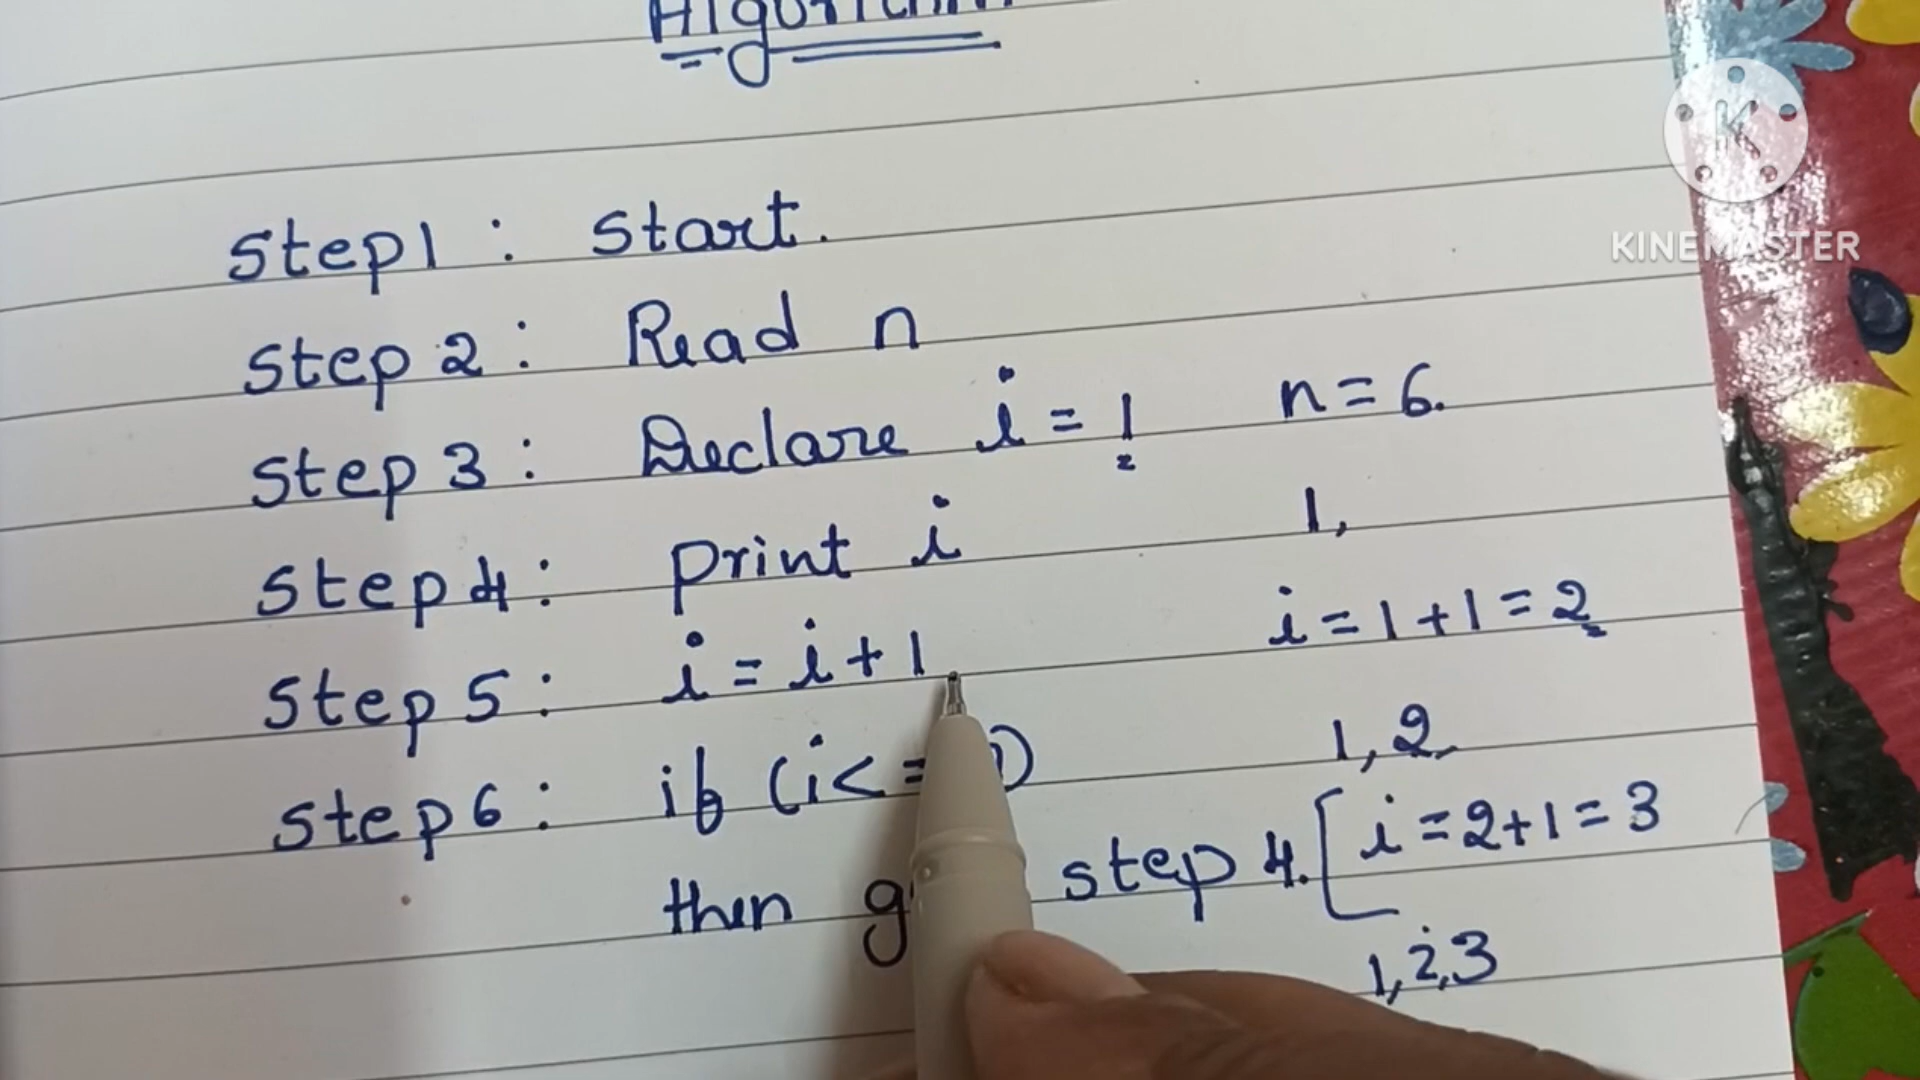 Algorithm
Step1 : Start.
Step 2 : Read n
Step 3 : Declare i = 1 n = 6.
Step 4 : print i 1,
Step 5 : i = i + 1 i = 1 + 1 = 2
Step 6 : if (i <= 1, 2,
then step 4. [ i = 2 + 1 = 3
1, 2, 3
K
KINEMASTER